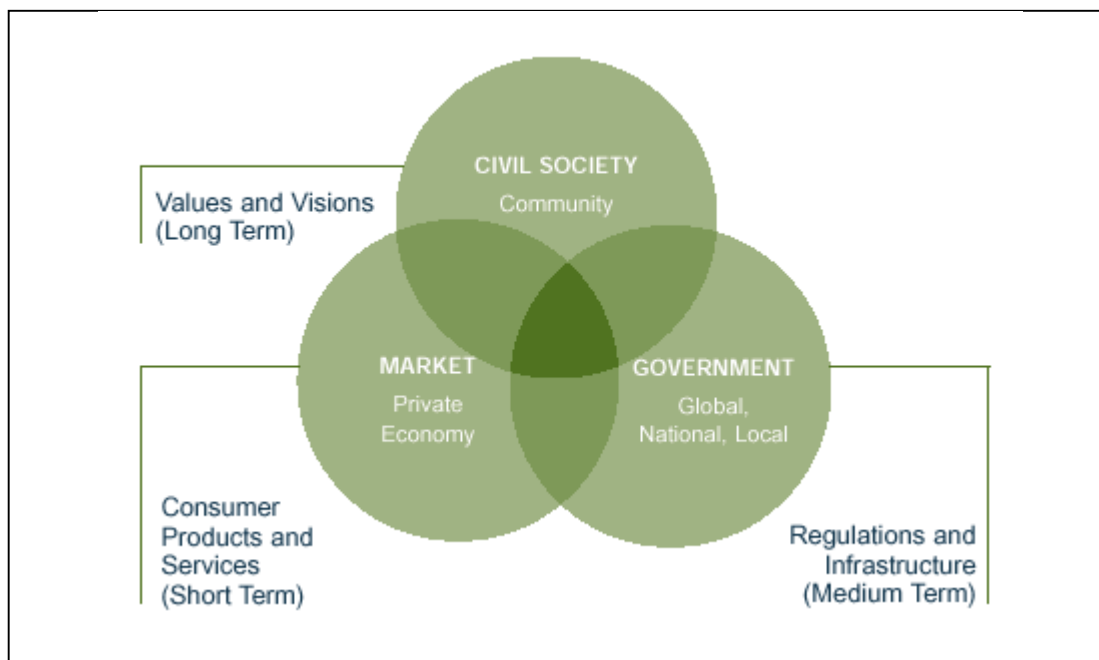 CIVIL SOCIETY
Community
Values and Visions
(Long Term)
MARKET
Private
Economy
GOVERNMENT
Global,
National, Local
Consumer
Products and
Services
(Short Term)
Regulations and
Infrastructure
(Medium Term)